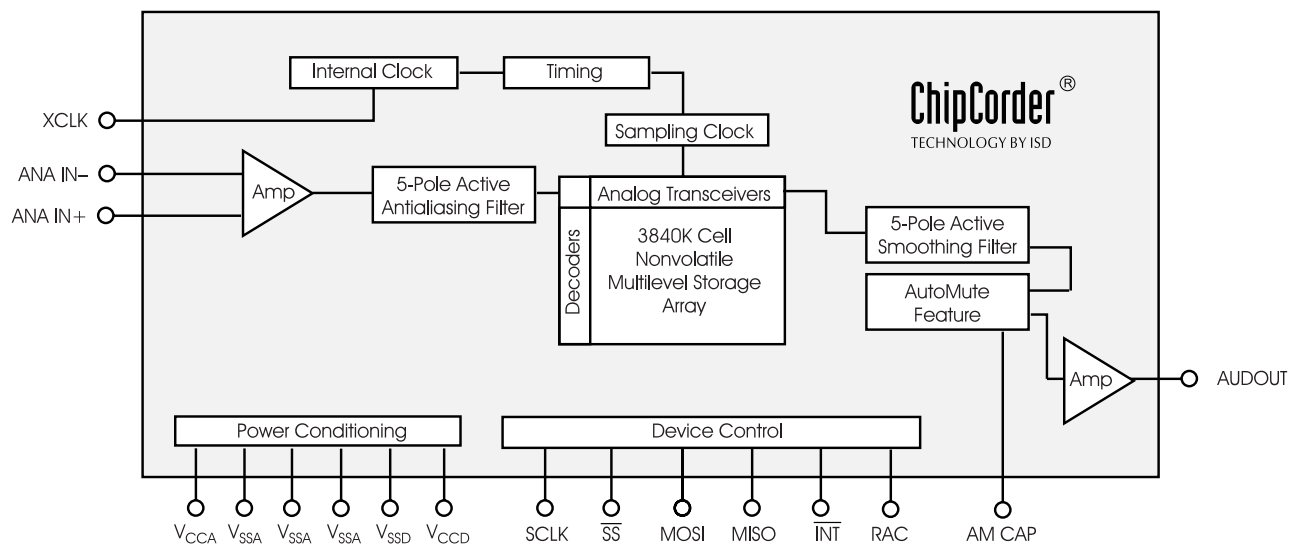 Internal Clock
Timing
ChipCorder®
TECHNOLOGY BY ISD
XCLK
Sampling Clock
ANA IN–
ANA IN+
Amp
5-Pole Active
Antialiasing Filter
Analog Transceivers
Decoders
3840K Cell
Nonvolatile
Multilevel Storage
Array
5-Pole Active
Smoothing Filter
AutoMute
Feature
Amp
AUDOUT
Power Conditioning
Device Control
VCCA VSSA VSSA VSSA VSSD VCCD SCLK S̅S̅ MOSI MISO I̅N̅T̅ RAC AM CAP